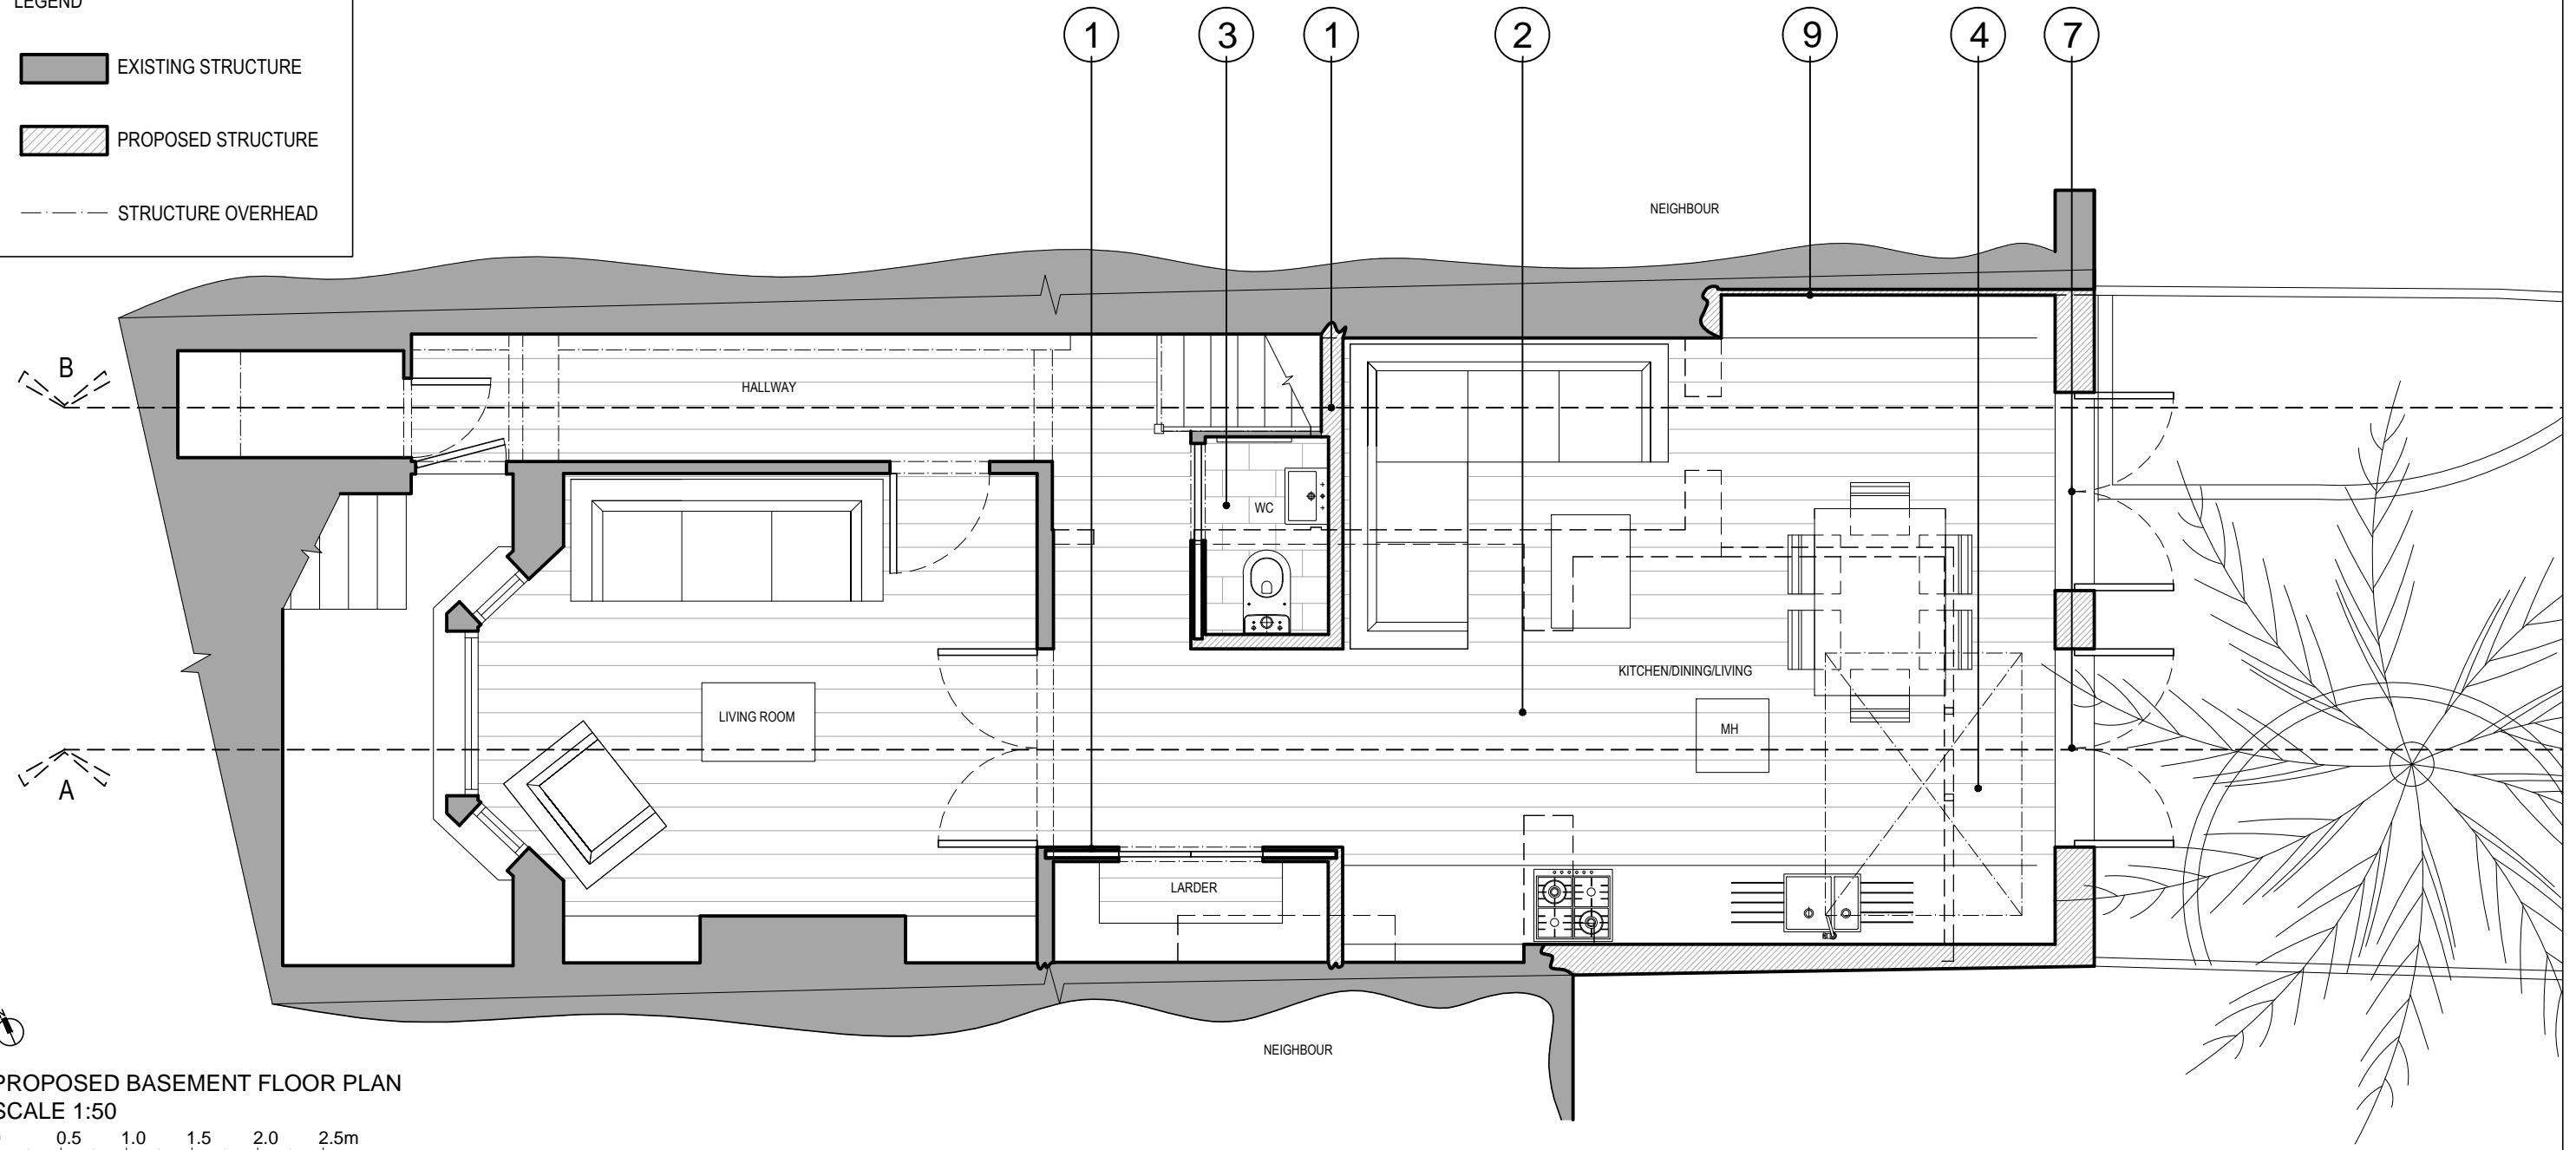 LEGEND
EXISTING STRUCTURE
PROPOSED STRUCTURE
STRUCTURE OVERHEAD
1 3 1 2 9 4 7
NEIGHBOUR
B
HALLWAY
WC
KITCHEN/DINING/LIVING
LIVING ROOM
MH
A
LARDER
NEIGHBOUR
PROPOSED BASEMENT FLOOR PLAN
SCALE 1:50
0.5 1.0 1.5 2.0 2.5m